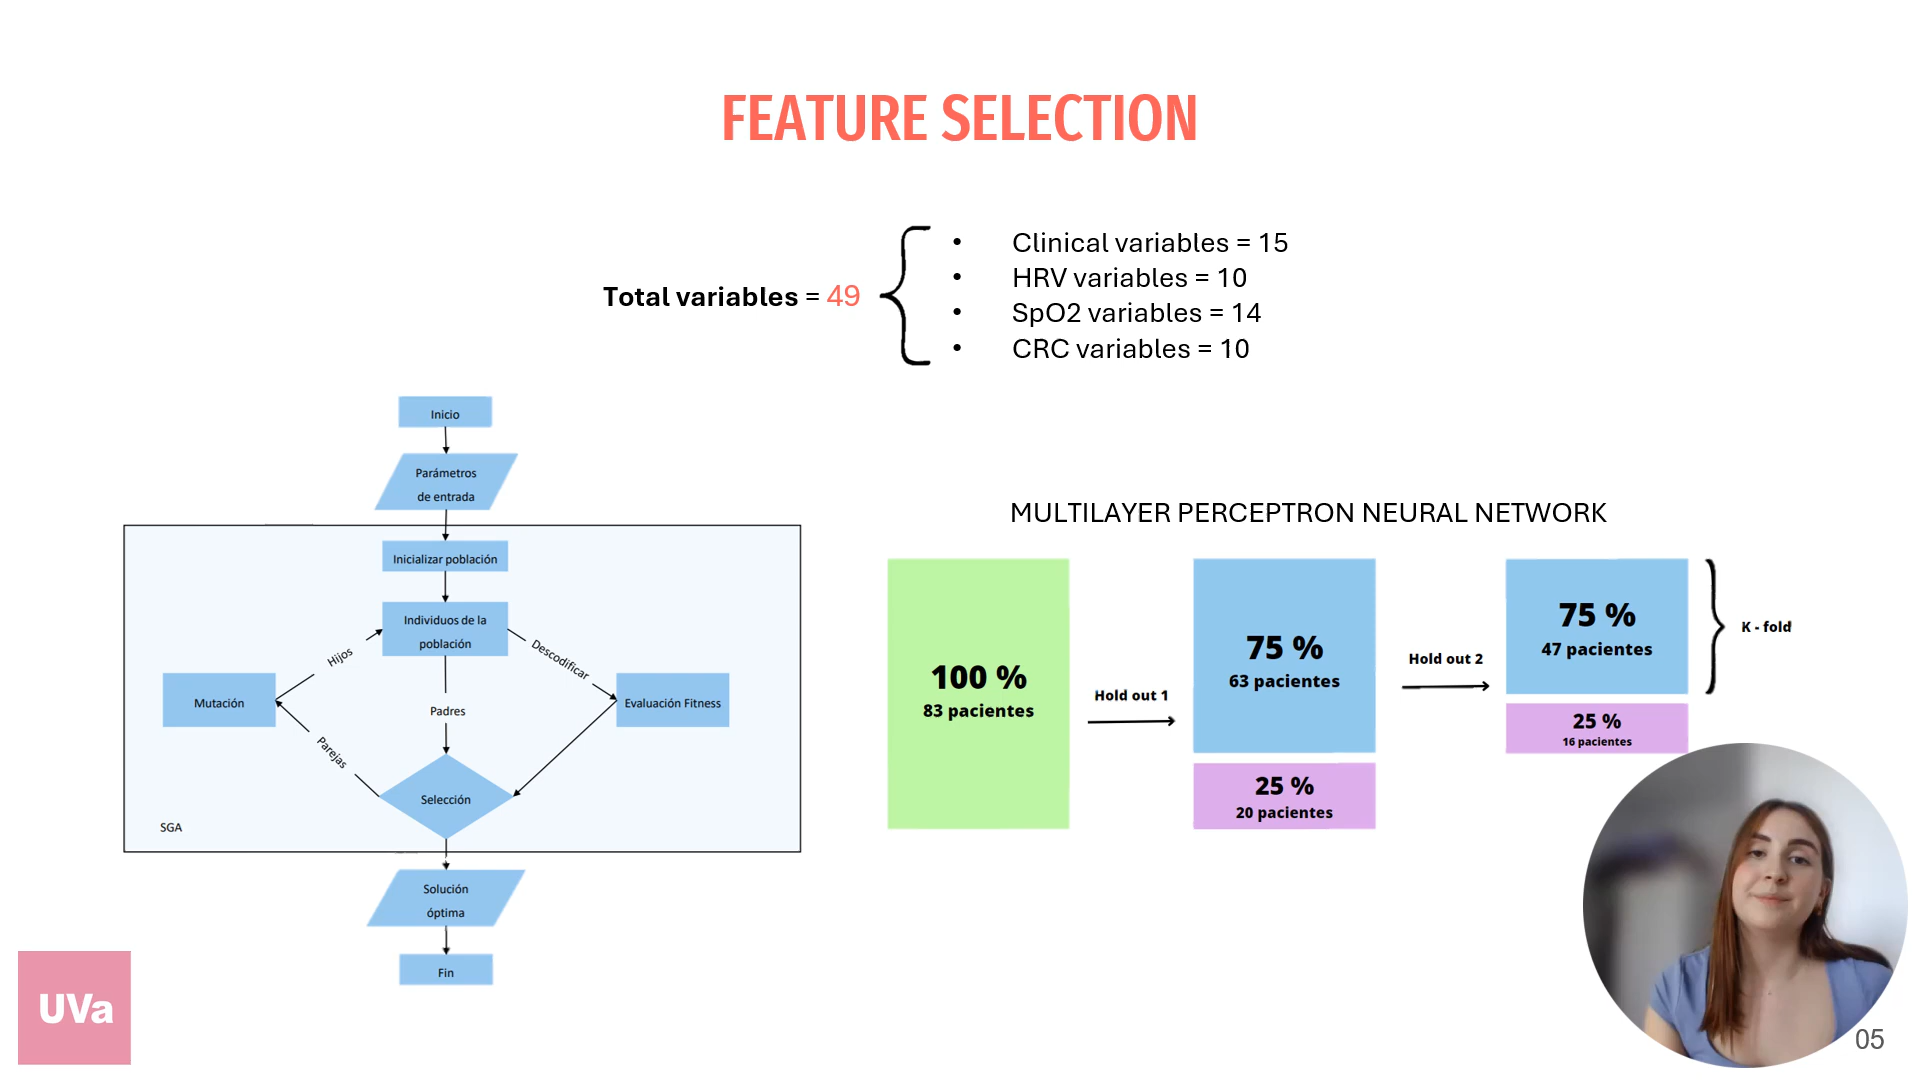 FEATURE SELECTION
Total variables = 49
• Clinical variables = 15
• HRV variables = 10
• SpO2 variables = 14
• CRC variables = 10
Inicio
Parámetros
de entrada
Inicializar población
Individuos de la
población
Hijos
Descodificar
Mutación
Padres
Evaluación Fitness
Parejas
Selección
SGA
Solución
óptima
Fin
MULTILAYER PERCEPTRON NEURAL NETWORK
100 %
83 pacientes
Hold out 1
75 %
63 pacientes
25 %
20 pacientes
Hold out 2
75 %
47 pacientes
25 %
16 pacientes
K - fold
UVa
05